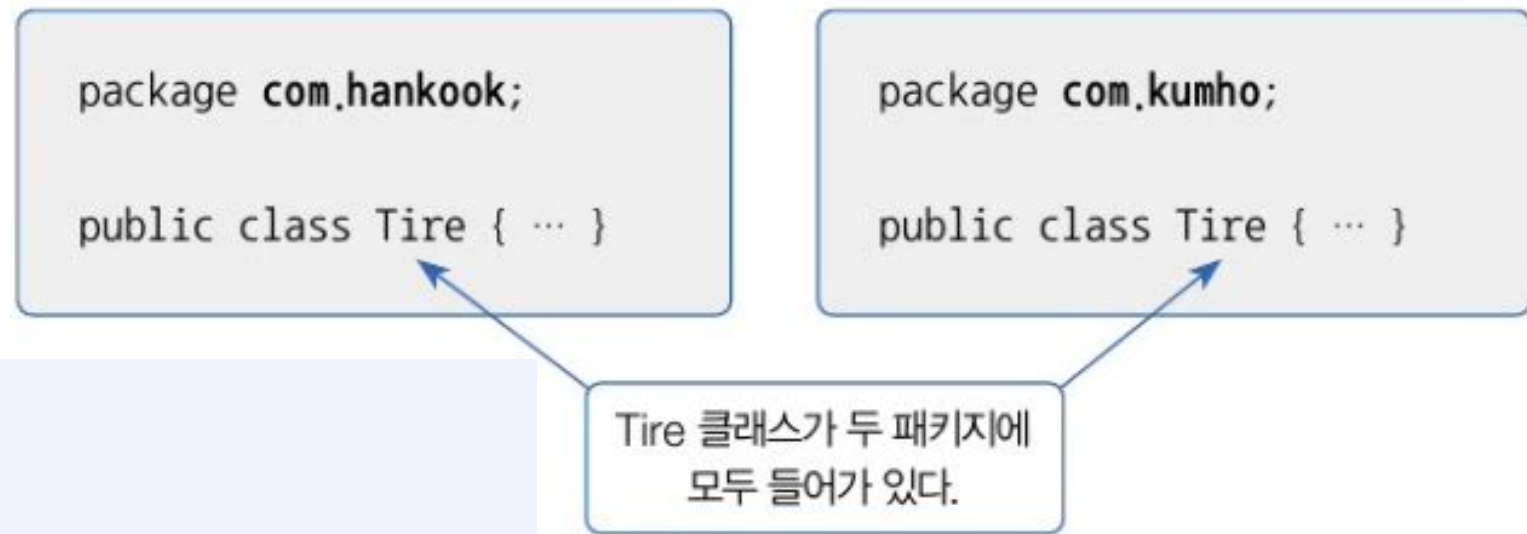 package com.hankook;
public class Tire { ··· }
package com.kumho;
public class Tire { ··· }
Tire 클래스가 두 패키지에
모두 들어가 있다.